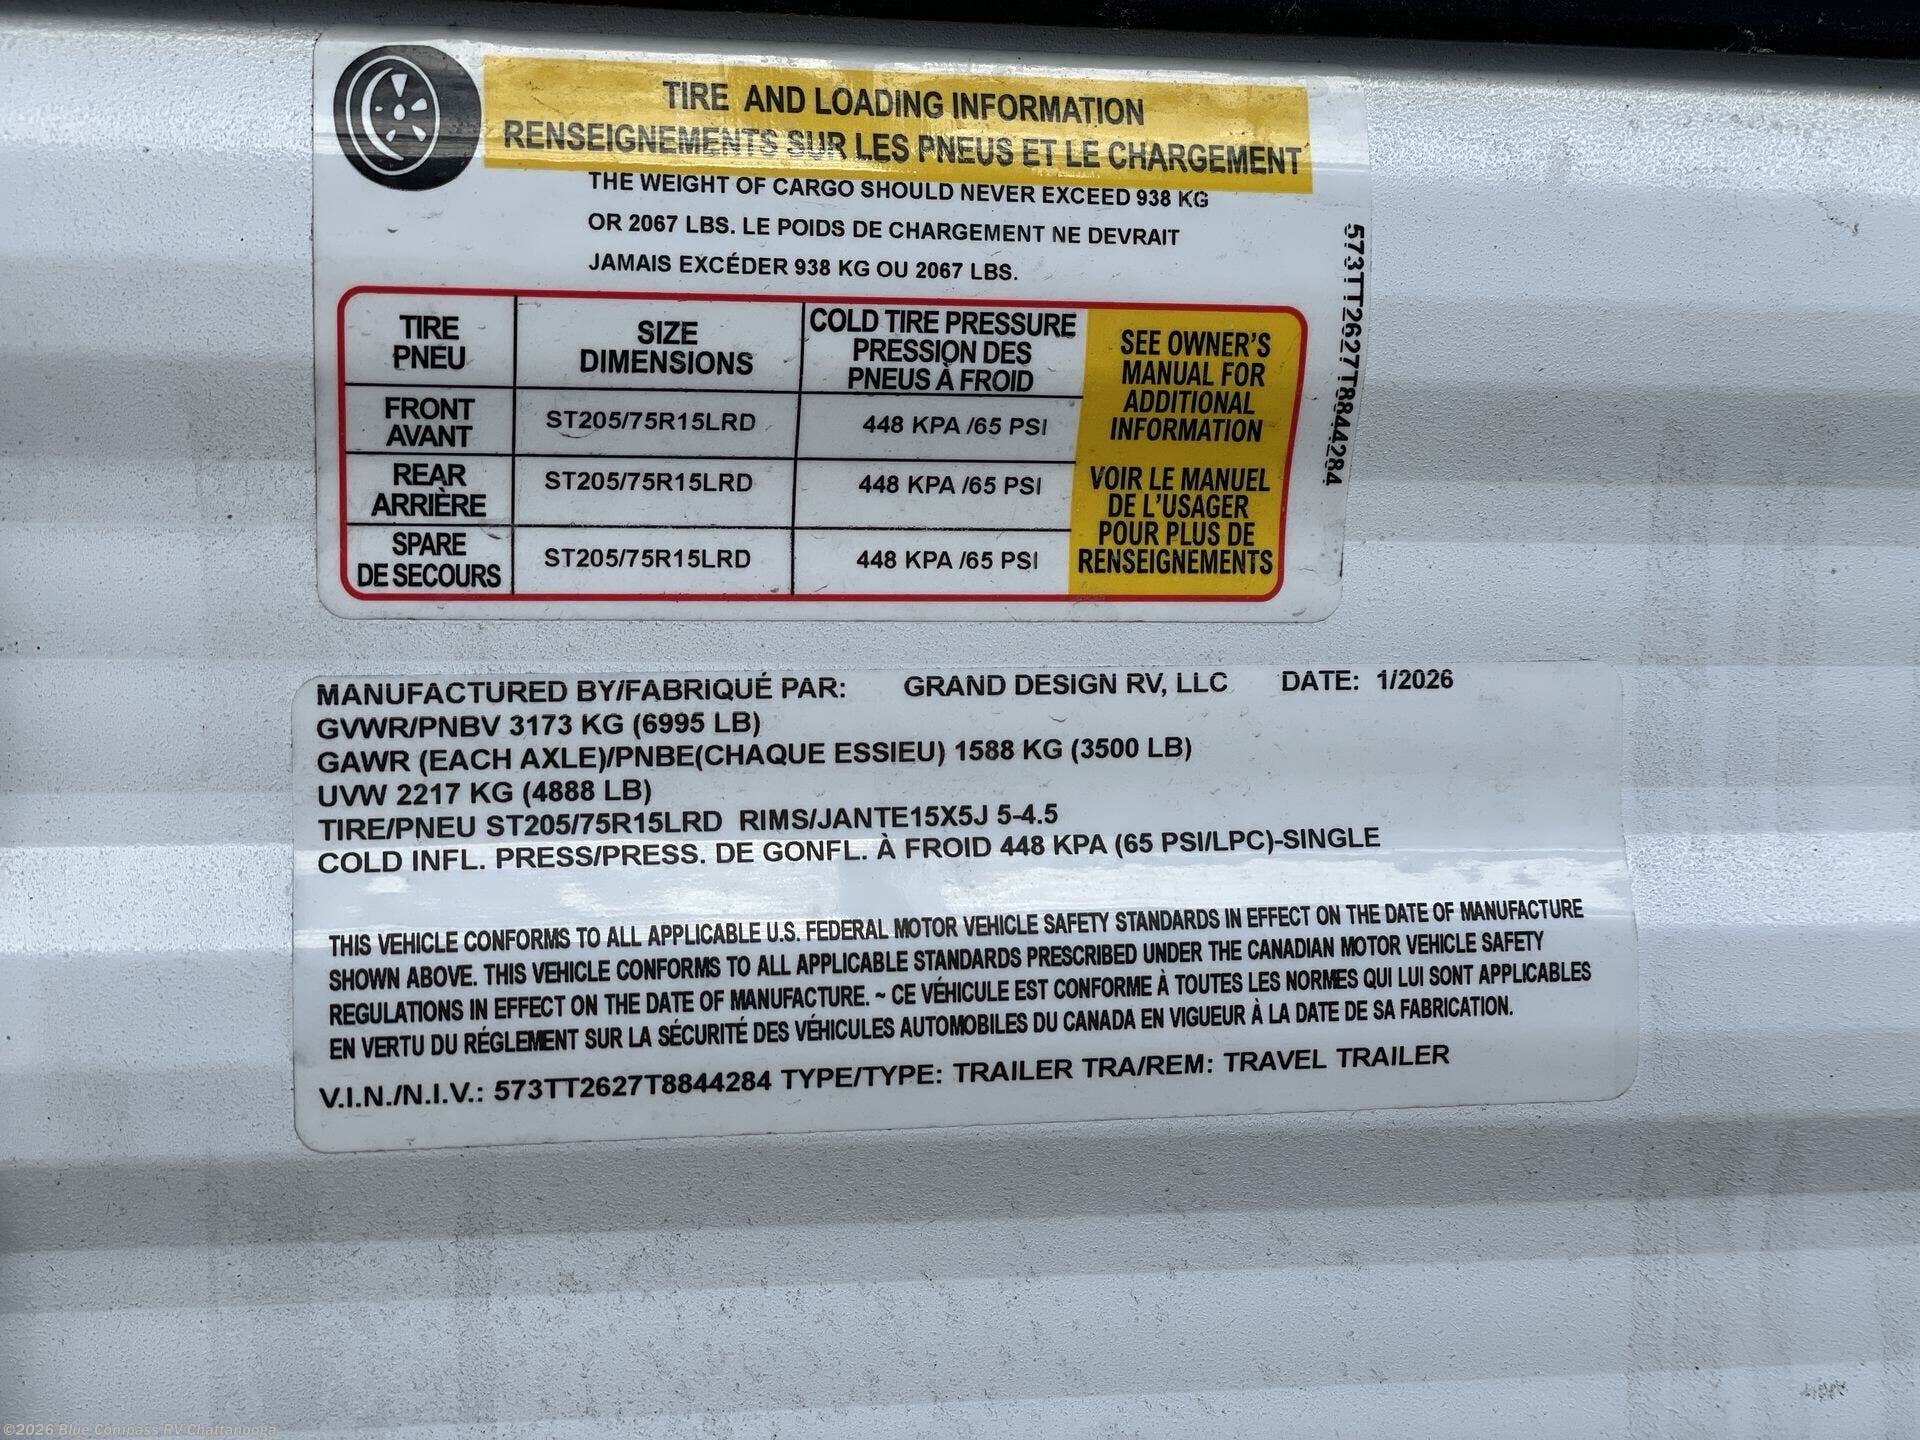 TIRE AND LOADING INFORMATION
RENSEIGNEMENTS SUR LES PNEUS ET LE CHARGEMENT
THE WEIGHT OF CARGO SHOULD NEVER EXCEED 938 KG
OR 2067 LBS. LE POIDS DE CHARGEMENT NE DEVRAIT
JAMAIS EXCÉDER 938 KG OU 2067 LBS.
TIRE
PNEU
SIZE
DIMENSIONS
COLD TIRE PRESSURE
PRESSION DES
PNEUS À FROID
FRONT
AVANT
ST205/75R15LRD
448 KPA /65 PSI
REAR
ARRIÈRE
ST205/75R15LRD
448 KPA /65 PSI
SPARE
DE SECOURS
ST205/75R15LRD
448 KPA /65 PSI
SEE OWNER'S
MANUAL FOR
ADDITIONAL
INFORMATION
VOIR LE MANUEL
DE L'USAGER
POUR PLUS DE
RENSEIGNEMENTS
573TT2627T8844284
MANUFACTURED BY/FABRIQUÉ PAR: GRAND DESIGN RV, LLC DATE: 1/2026
GVWR/PNBV 3173 KG (6995 LB)
GAWR (EACH AXLE)/PNBE(CHAQUE ESSIEU) 1588 KG (3500 LB)
UVW 2217 KG (4888 LB)
TIRE/PNEU ST205/75R15LRD RIMS/JANTE15X5J 5-4.5
COLD INFL. PRESS/PRESS. DE GONFL. À FROID 448 KPA (65 PSI/LPC)-SINGLE
THIS VEHICLE CONFORMS TO ALL APPLICABLE U.S. FEDERAL MOTOR VEHICLE SAFETY STANDARDS IN EFFECT ON THE DATE OF MANUFACTURE
SHOWN ABOVE. THIS VEHICLE CONFORMS TO ALL APPLICABLE STANDARDS PRESCRIBED UNDER THE CANADIAN MOTOR VEHICLE SAFETY
REGULATIONS IN EFFECT ON THE DATE OF MANUFACTURE. ~ CE VÉHICULE EST CONFORME À TOUTES LES NORMES QUI LUI SONT APPLICABLES
EN VERTU DU RÉGLEMENT SUR LA SÉCURITÉ DES VÉHICULES AUTOMOBILES DU CANADA EN VIGUEUR À LA DATE DE SA FABRICATION.
V.I.N./N.I.V.: 573TT2627T8844284 TYPE/TYPE: TRAILER TRA/REM: TRAVEL TRAILER
©2026 Blue Compass RV Chattanooga